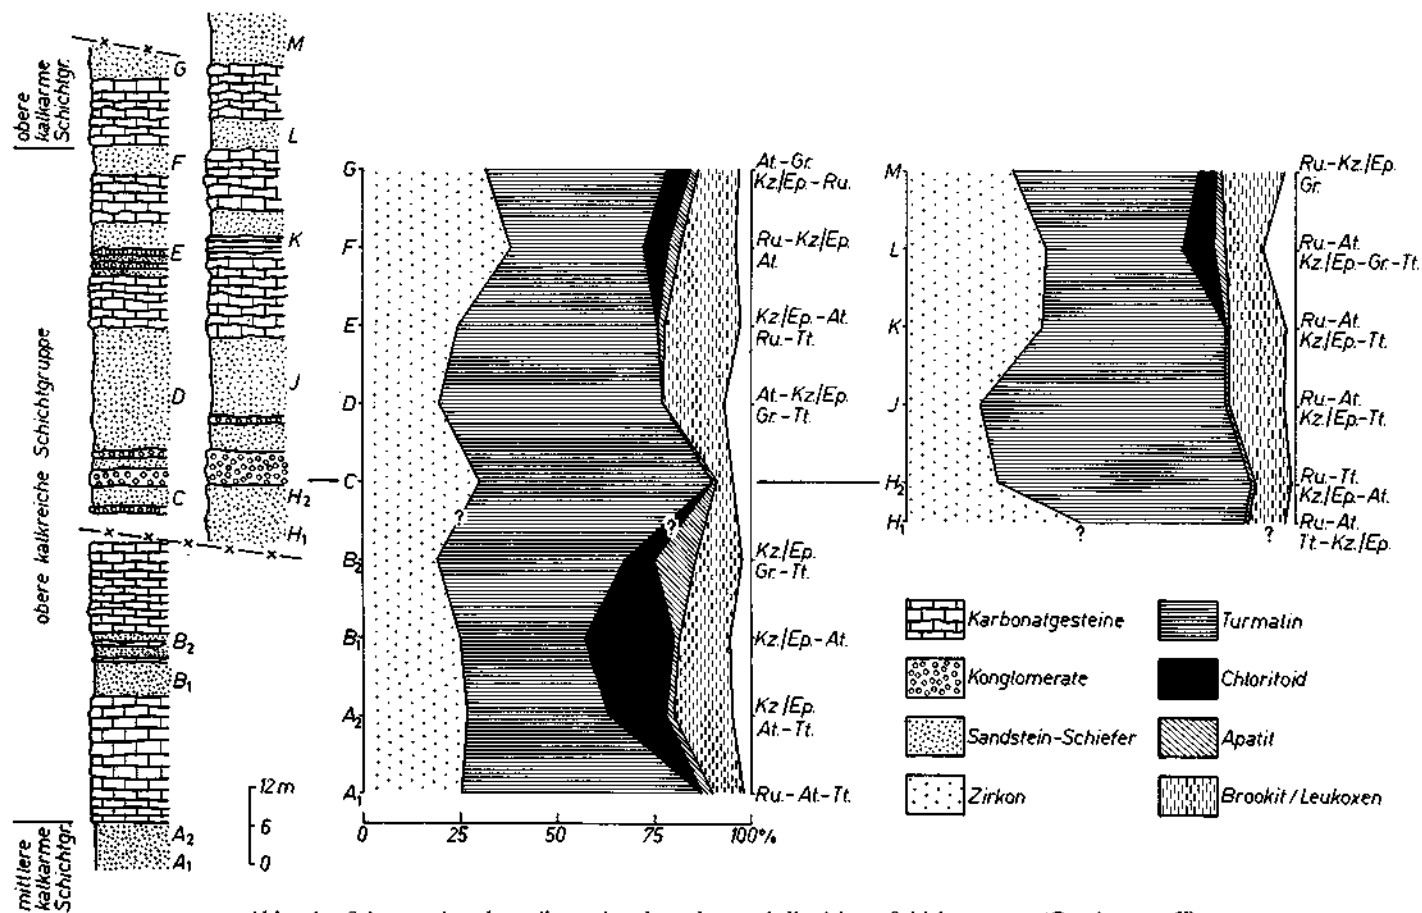 obere
kalkarme
Schichtgr.
obere kalkreiche Schichtgruppe
mittlere
kalkarme
Schichtgr.
G
F
E
D
C
B2
B1
A2
A1
M
L
K
J
H2
H1
12m
6
0
G
F
E
D
C
B2
B1
A2
A1
?
?
0
25
50
75
100%
At.-Gr.
Kz/Ep.-Ru.
Ru.-Kz/Ep.
At.
Kz/Ep.-At.
Ru.-Tt.
At.-Kz/Ep.
Gr.-Tt.
Kz/Ep.
Gr.-Tt.
Kz/Ep.-At.
Kz/Ep.
At.-Tt.
Ru.-At.-Tt.
M
L
K
J
H2
H1
?
?
Ru.-Kz./Ep.
Gr.
Ru.-At.
Kz./Ep.-Gr.-Tt.
Ru.-At.
Kz./Ep.-Tt.
Ru.-At.
Kz./Ep.-Tt.
Ru.-Tt.
Kz./Ep.-At.
Ru.-At.
Tt.-Kz./Ep.
Karbonatgesteine
Konglomerate
Sandstein-Schiefer
Zirkon
Turmalin
Chloritoid
Apatit
Brookit/Leukoxen